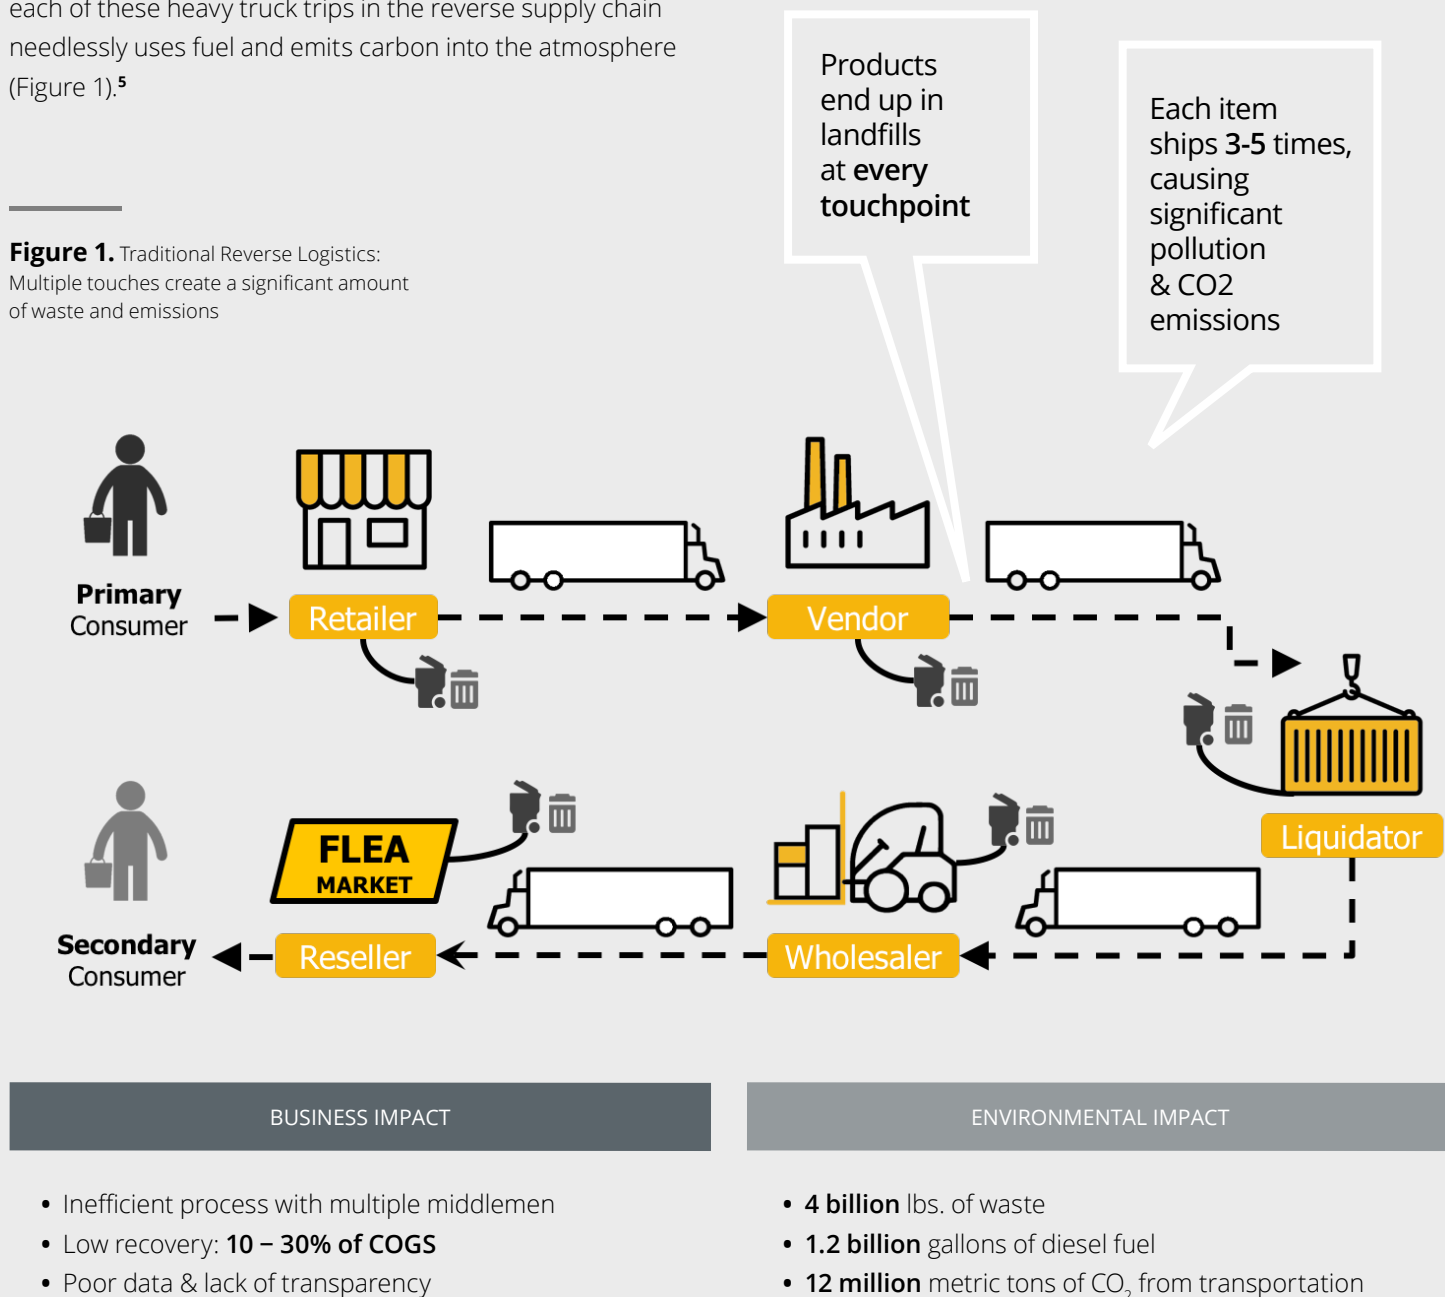 each of these heavy truck trips in the reverse supply chain
needlessly uses fuel and emits carbon into the atmosphere
(Figure 1).⁵
Products
end up in
landfills
at every
touchpoint
Each item
ships 3-5 times,
causing
significant
pollution
& CO2
emissions
Figure 1. Traditional Reverse Logistics:
Multiple touches create a significant amount
of waste and emissions
Primary
Consumer
Retailer
Vendor
Liquidator
FLEA
MARKET
Secondary
Consumer
Reseller
Wholesaler
BUSINESS IMPACT
• Inefficient process with multiple middlemen
• Low recovery: 10 – 30% of COGS
• Poor data & lack of transparency
ENVIRONMENTAL IMPACT
• 4 billion lbs. of waste
• 1.2 billion gallons of diesel fuel
• 12 million metric tons of CO₂ from transportation